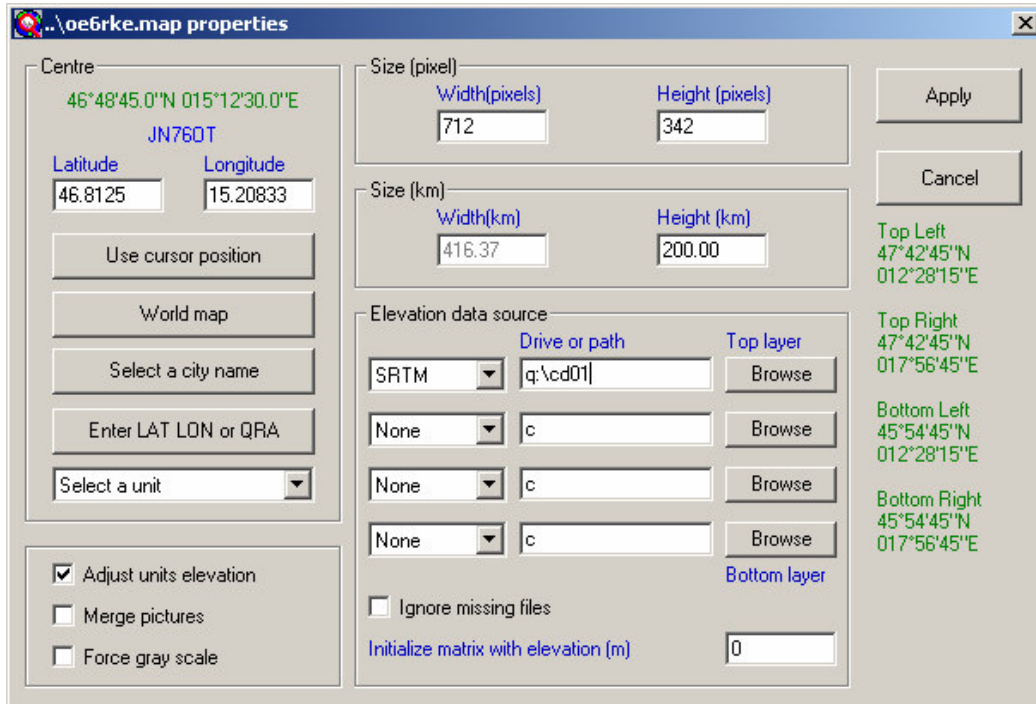 ..\oe6rke.map properties
Centre
46°48'45.0''N 015°12'30.0''E
JN76OT
Latitude Longitude
46.8125 15.20833
Use cursor position
World map
Select a city name
Enter LAT LON or QRA
Select a unit
Adjust units elevation
Merge pictures
Force gray scale
Size (pixel)
Width(pixels) Height (pixels)
712 342
Size (km)
Width(km) Height (km)
416.37 200.00
Elevation data source
Drive or path Top layer
SRTM q:\cd01 Browse
None c Browse
None c Browse
None c Browse
Bottom layer
Ignore missing files
Initialize matrix with elevation (m) 0
Apply
Cancel
Top Left
47°42'45''N
012°28'15''E
Top Right
47°42'45''N
017°56'45''E
Bottom Left
45°54'45''N
012°28'15''E
Bottom Right
45°54'45''N
017°56'45''E